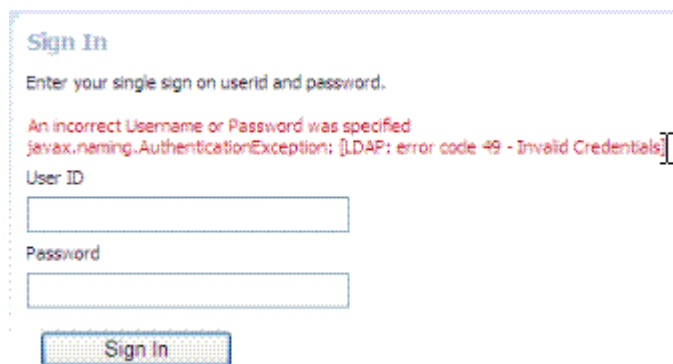 Sign In
Enter your single sign on userid and password.
An incorrect Username or Password was specified
javax.naming.AuthenticationException: [LDAP: error code 49 - Invalid Credentials]
User ID
Password
Sign In